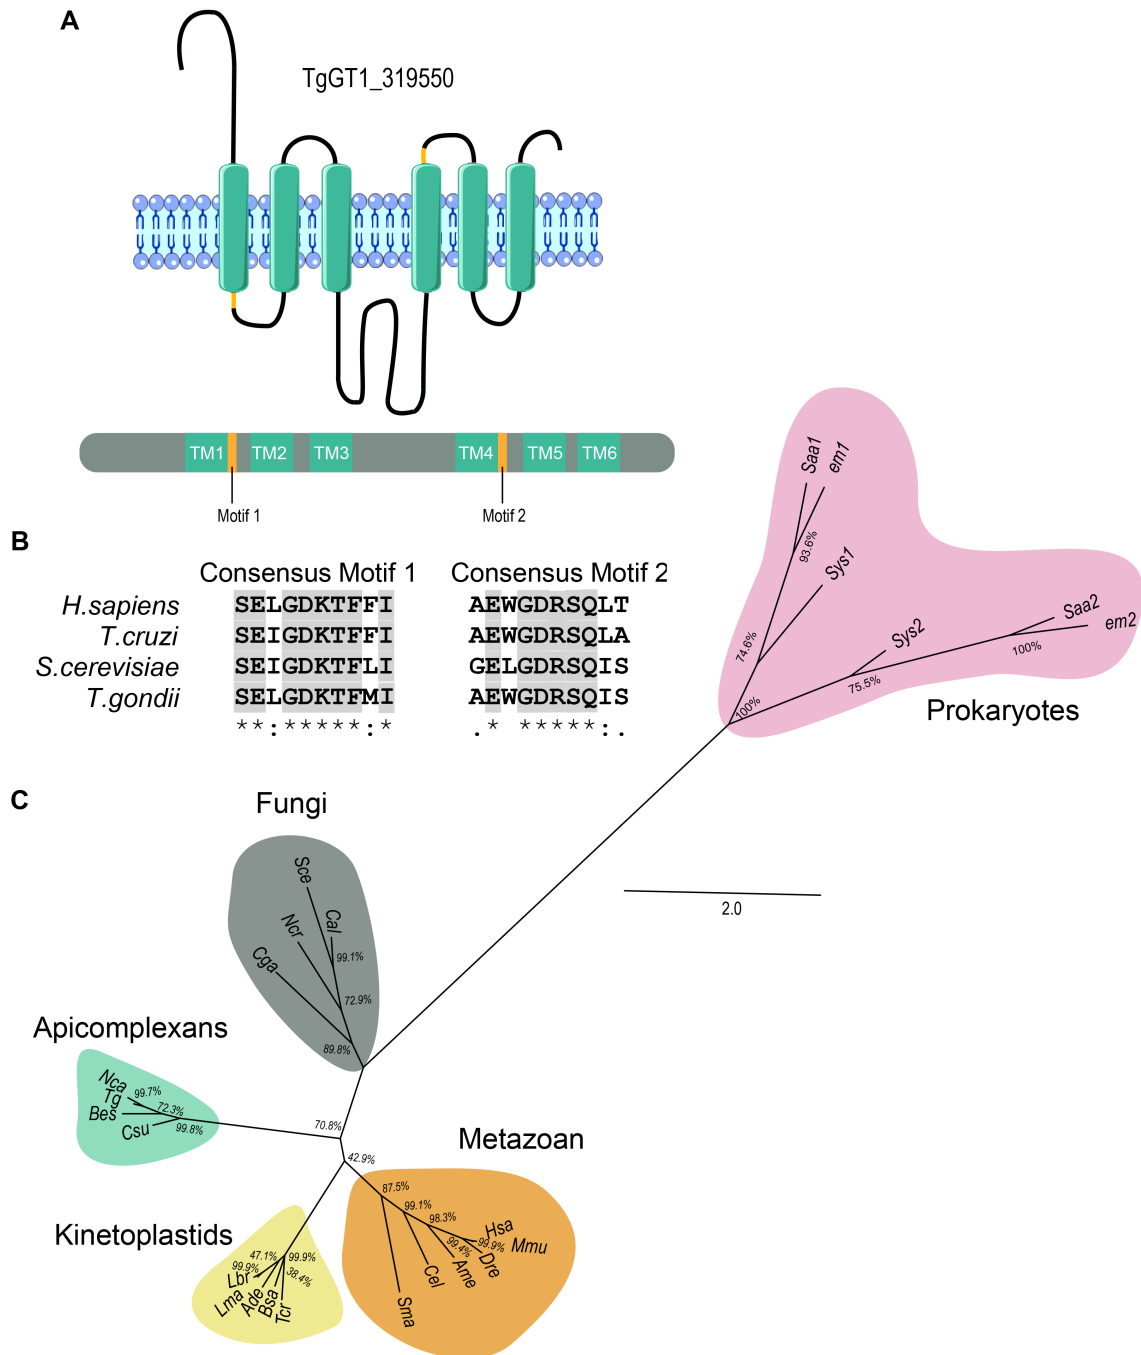 A
TgGT1_319550
TM1 TM2 TM3 TM4 TM5 TM6
Motif 1 Motif 2
B
Consensus Motif 1 Consensus Motif 2
H.sapiens SELGDKTFFI AEWGDRSQLT
T.cruzi SEIGDKTFFI AEWGDRSQLA
S.cerevisiae SEIGDKTFLI GELGDRSQIS
T.gondii SELGDKTFMI AEWGDRSQIS
**:*****:* .* *****:.
Saa1 em1
93.6%
Sys1
74.6%
Sys2
Saa2
em2
100%
75.5%
100%
Prokaryotes
C
Fungi
Sce
Cal
Ncr
Cga
99.1%
72.9%
89.8%
2.0
Apicomplexans
Nca
99.7%
Tg
72.3%
Bes
Csu
99.8%
70.8%
42.9%
Metazoan
87.5%
99.1%
98.3%
Hsa
99.9%
Mmu
99.4%
Dre
Ame
Cel
Sma
Kinetoplastids
47.1%
99.9%
99.9%
38.4%
Lbr
Lma
Ade
Bsa
Tcr